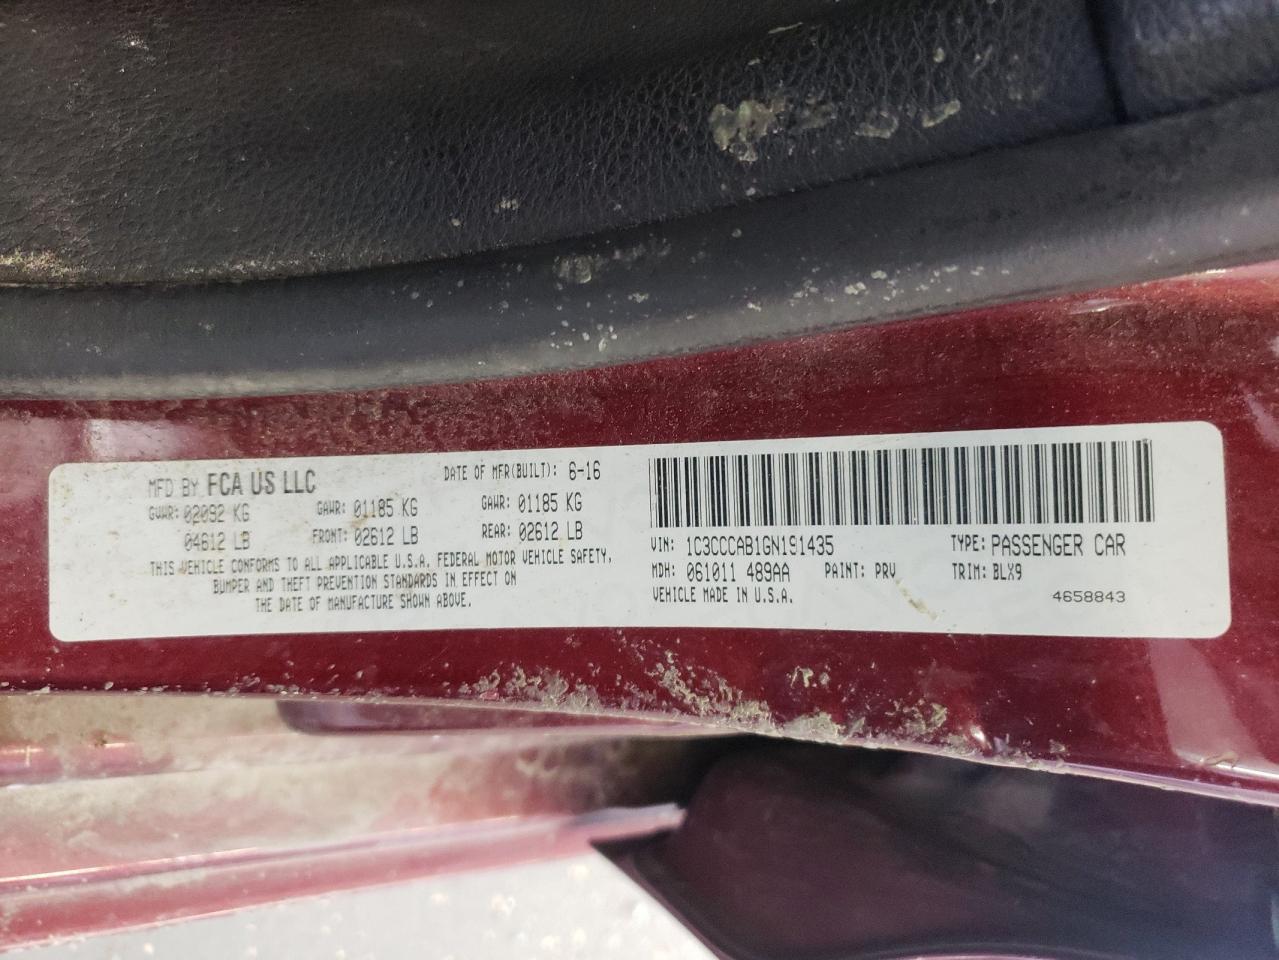 MFD BY FCA US LLC DATE OF MFR(BUILT): 6-16
GVWR: 02092 KG GAWR: 01185 KG GAWR: 01185 KG
04612 LB FRONT: 02612 LB REAR: 02612 LB
THIS VEHICLE CONFORMS TO ALL APPLICABLE U.S.A. FEDERAL MOTOR VEHICLE SAFETY,
BUMPER AND THEFT PREVENTION STANDARDS IN EFFECT ON
THE DATE OF MANUFACTURE SHOWN ABOVE.
VIN: 1C3CCCAB1GN191435 TYPE: PASSENGER CAR
MDH: 061011 489AA PAINT: PRV TRIM: BLX9
VEHICLE MADE IN U.S.A. 4658843